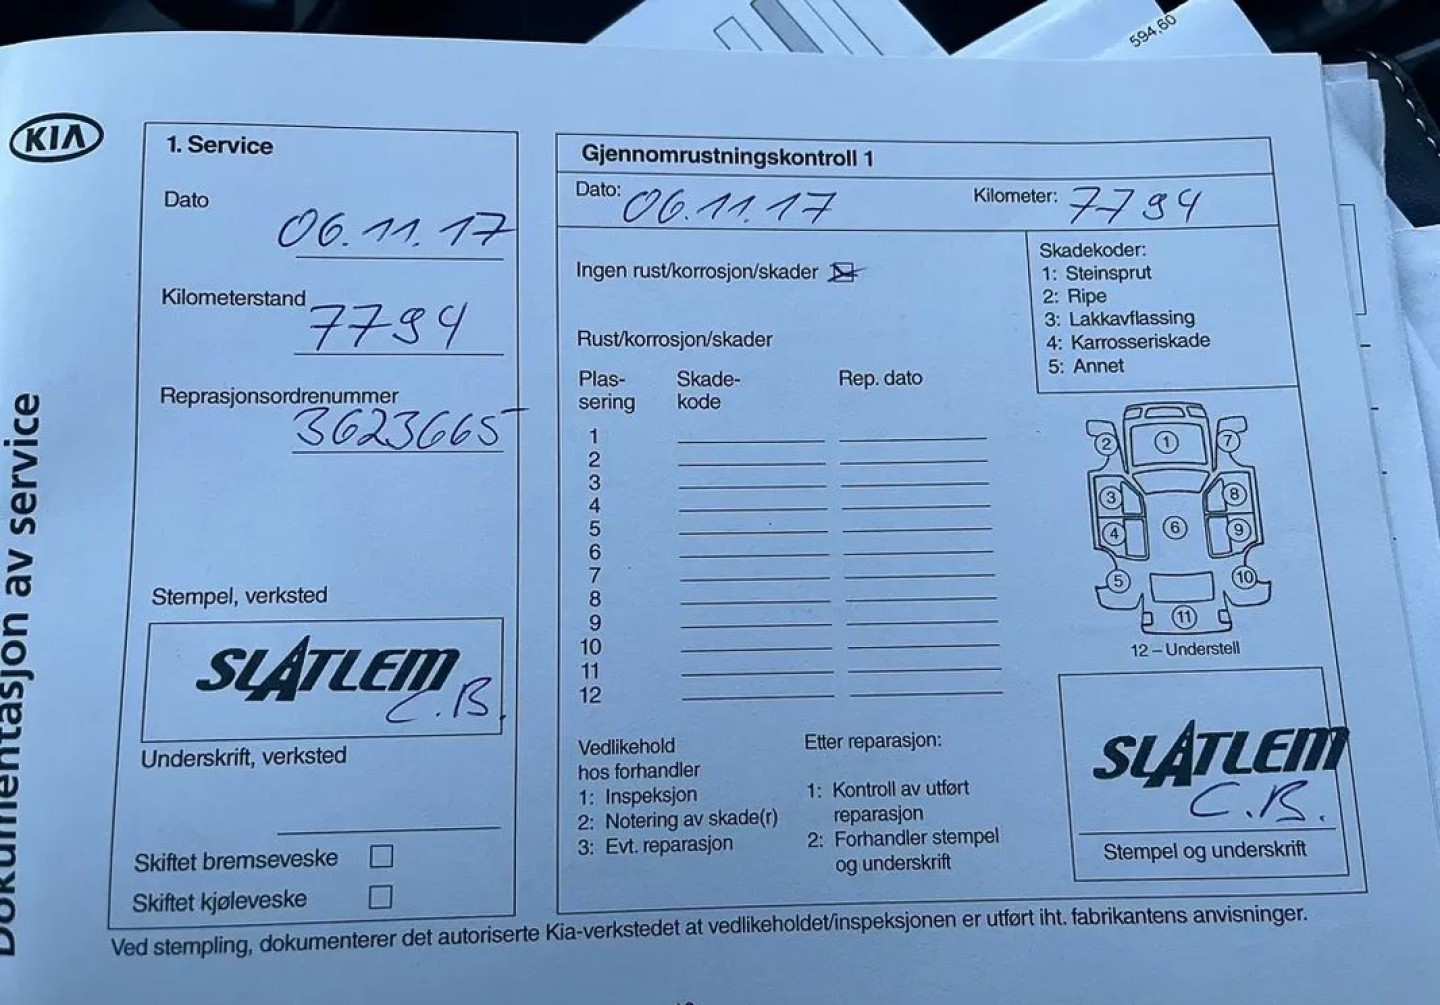 594,60
KIA
Dokumentasjon av service
1. Service
Dato
06.11.17
Kilometerstand
7794
Reprasjonsordrenummer
3623665
Stempel, verksted
SLÅTLEM
C.B.
Underskrift, verksted
Skiftet bremseveske
Skiftet kjøleveske
Gjennomrustningskontroll 1
Dato: 06.11.17 Kilometer: 7794
Ingen rust/korrosjon/skader
Rust/korrosjon/skader
Plas-
sering
Skade-
kode
Rep. dato
1
2
3
4
5
6
7
8
9
10
11
12
Skadekoder:
1: Steinsprut
2: Ripe
3: Lakkavflassing
4: Karrosseriskade
5: Annet
2 1 7
3 8
4 6 9
5 10
11
12 – Understell
Vedlikehold
hos forhandler
1: Inspeksjon
2: Notering av skade(r)
3: Evt. reparasjon
Etter reparasjon:
1: Kontroll av utført
reparasjon
2: Forhandler stempel
og underskrift
SLÅTLEM
C.B.
Stempel og underskrift
Ved stempling, dokumenterer det autoriserte Kia-verkstedet at vedlikeholdet/inspeksjonen er utført iht. fabrikantens anvisninger.